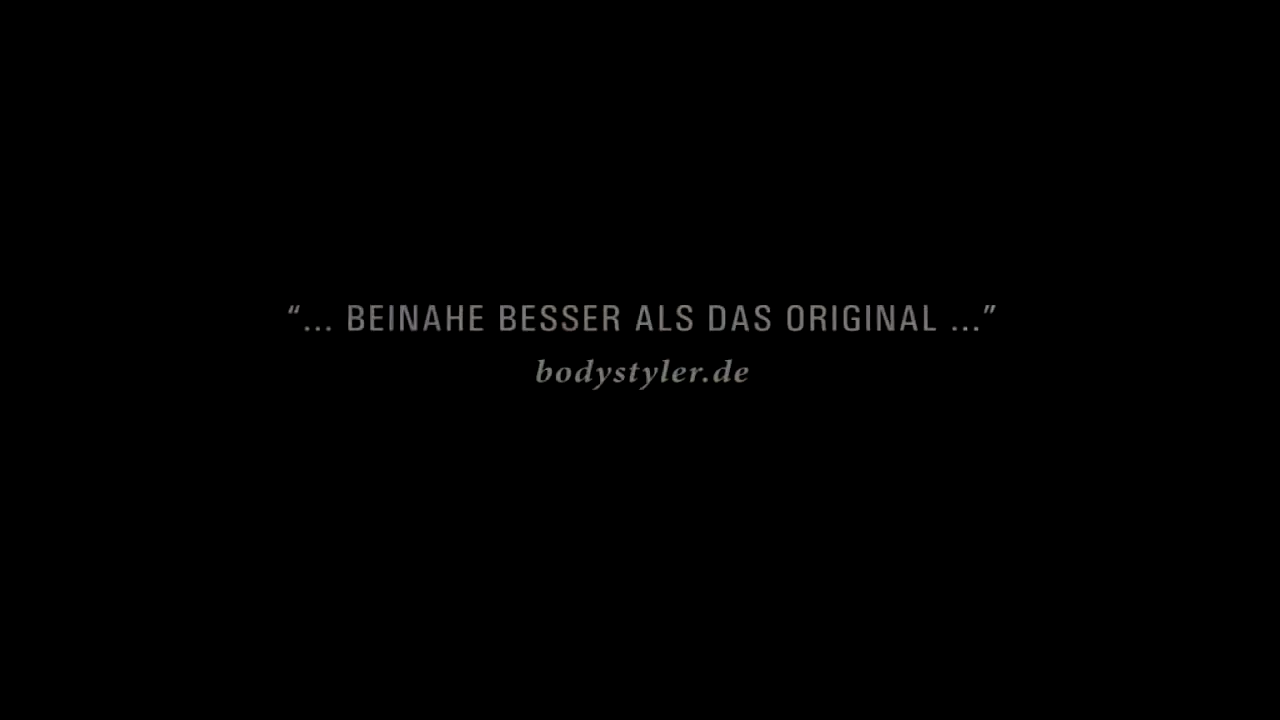 “... BEINAHE BESSER ALS DAS ORIGINAL ...”
bodystyler.de